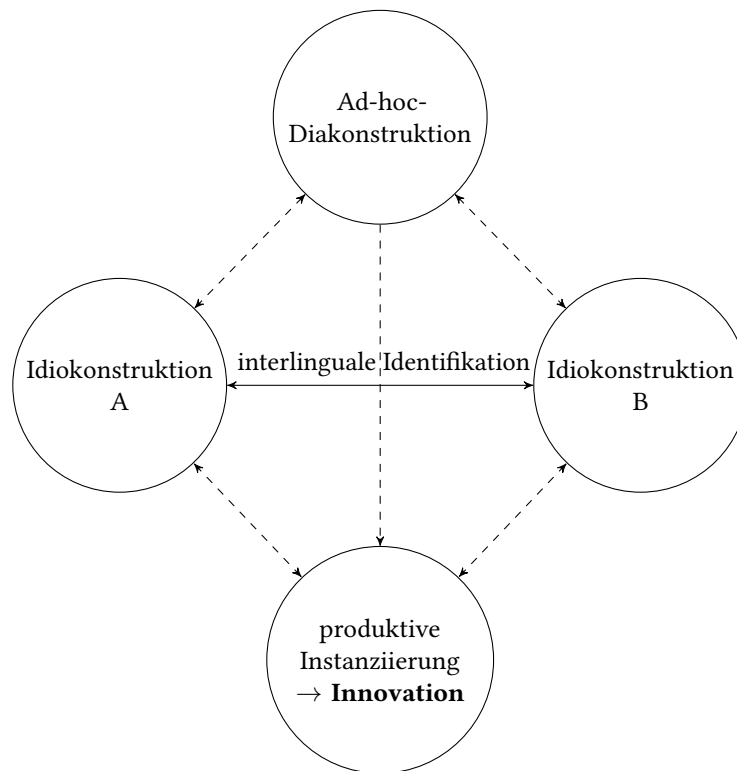 Ad-hoc-
Diakonstruktion
interlinguale Identifikation
Idiokonstruktion
A
Idiokonstruktion
B
produktive
Instanziierung
→ Innovation